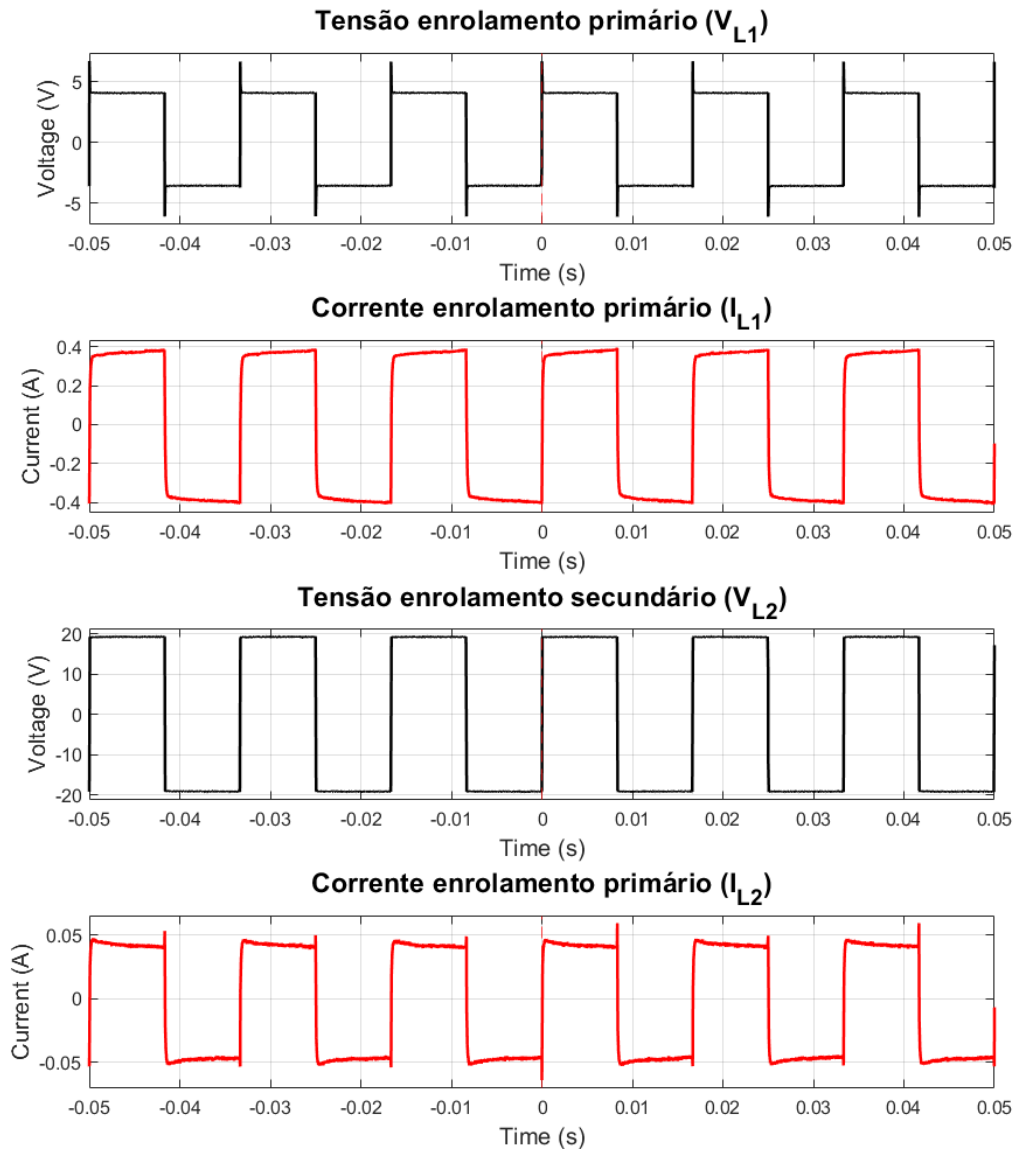 Tensão enrolamento primário (V_L1)
Voltage (V)
5
0
-5
-0.05 -0.04 -0.03 -0.02 -0.01 0 0.01 0.02 0.03 0.04 0.05
Time (s)
Corrente enrolamento primário (I_L1)
Current (A)
0.4
0.2
0
-0.2
-0.4
-0.05 -0.04 -0.03 -0.02 -0.01 0 0.01 0.02 0.03 0.04 0.05
Time (s)
Tensão enrolamento secundário (V_L2)
Voltage (V)
20
10
0
-10
-20
-0.05 -0.04 -0.03 -0.02 -0.01 0 0.01 0.02 0.03 0.04 0.05
Time (s)
Corrente enrolamento primário (I_L2)
Current (A)
0.05
0
-0.05
-0.05 -0.04 -0.03 -0.02 -0.01 0 0.01 0.02 0.03 0.04 0.05
Time (s)